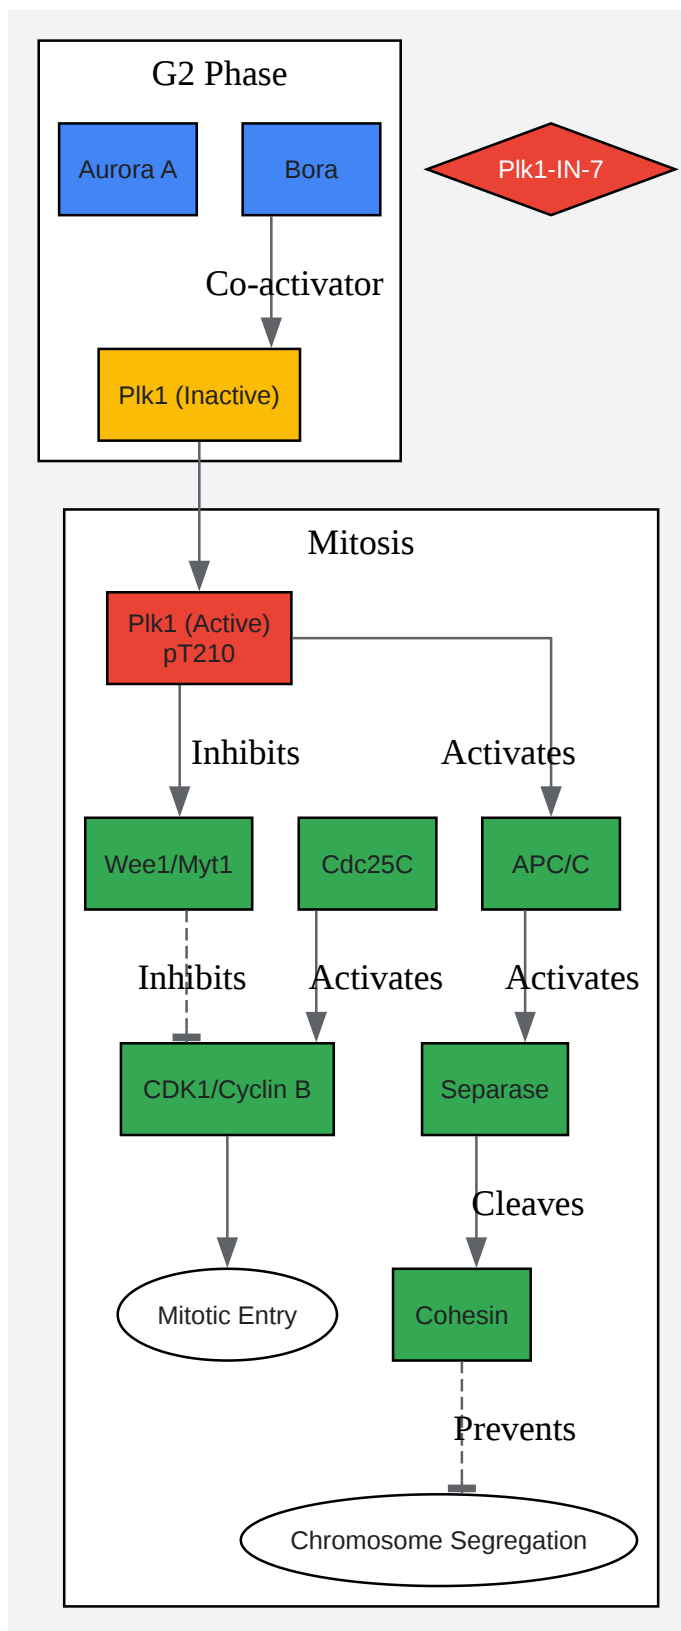 G2 Phase
Aurora A
Bora
Plk1-IN-7
Co-activator
Plk1 (Inactive)
Mitosis
Plk1 (Active)
pT210
Inhibits
Activates
Wee1/Myt1
Cdc25C
APC/C
Inhibits
Activates
Activates
CDK1/Cyclin B
Separase
Cleaves
Mitotic Entry
Cohesin
Prevents
Chromosome Segregation